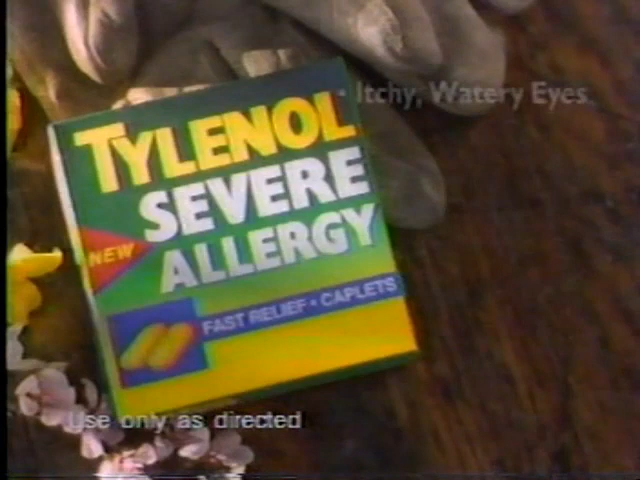 • Itchy, Watery Eyes
TYLENOL
SEVERE
NEW
ALLERGY
FAST RELIEF • CAPLETS
Use only as directed